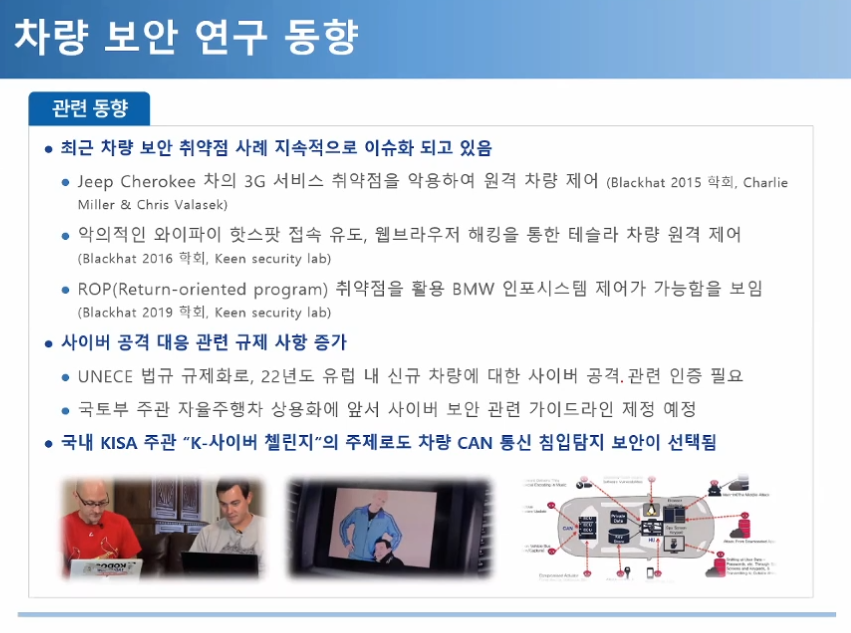 차량 보안 연구 동향
관련 동향
• 최근 차량 보안 취약점 사례 지속적으로 이슈화 되고 있음
• Jeep Cherokee 차의 3G 서비스 취약점을 악용하여 원격 차량 제어 (Blackhat 2015 학회, Charlie
Miller & Chris Valasek)
• 악의적인 와이파이 핫스팟 접속 유도, 웹브라우저 해킹을 통한 테슬라 차량 원격 제어
(Blackhat 2016 학회, Keen security lab)
• ROP(Return-oriented program) 취약점을 활용 BMW 인포시스템 제어가 가능함을 보임
(Blackhat 2019 학회, Keen security lab)
• 사이버 공격 대응 관련 규제 사항 증가
• UNECE 법규 규제화로, 22년도 유럽 내 신규 차량에 대한 사이버 공격 관련 인증 필요
• 국토부 주관 자율주행차 상용화에 앞서 사이버 보안 관련 가이드라인 제정 예정
• 국내 KISA 주관 “K-사이버 첼린지”의 주제로도 차량 CAN 통신 침입탐지 보안이 선택됨
Private
Data
CAN
Key